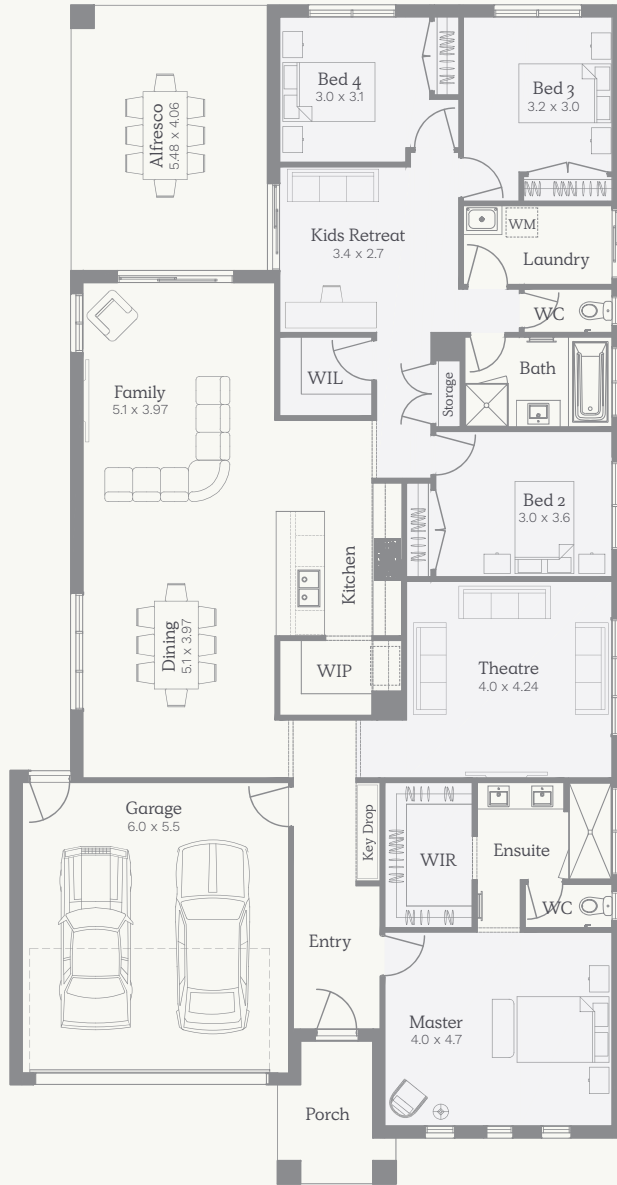 Bed 4
3.0 x 3.1
Bed 3
3.2 x 3.0
Alfresco
5.48 x 4.06
Kids Retreat
3.4 x 2.7
WM
Laundry
WC
Bath
WIL
Storage
Family
5.1 x 3.97
Bed 2
3.0 x 3.6
Kitchen
Dining
5.1 x 3.97
WIP
Theatre
4.0 x 4.24
Garage
6.0 x 5.5
Key Drop
WIR
Ensuite
WC
Entry
Master
4.0 x 4.7
Porch